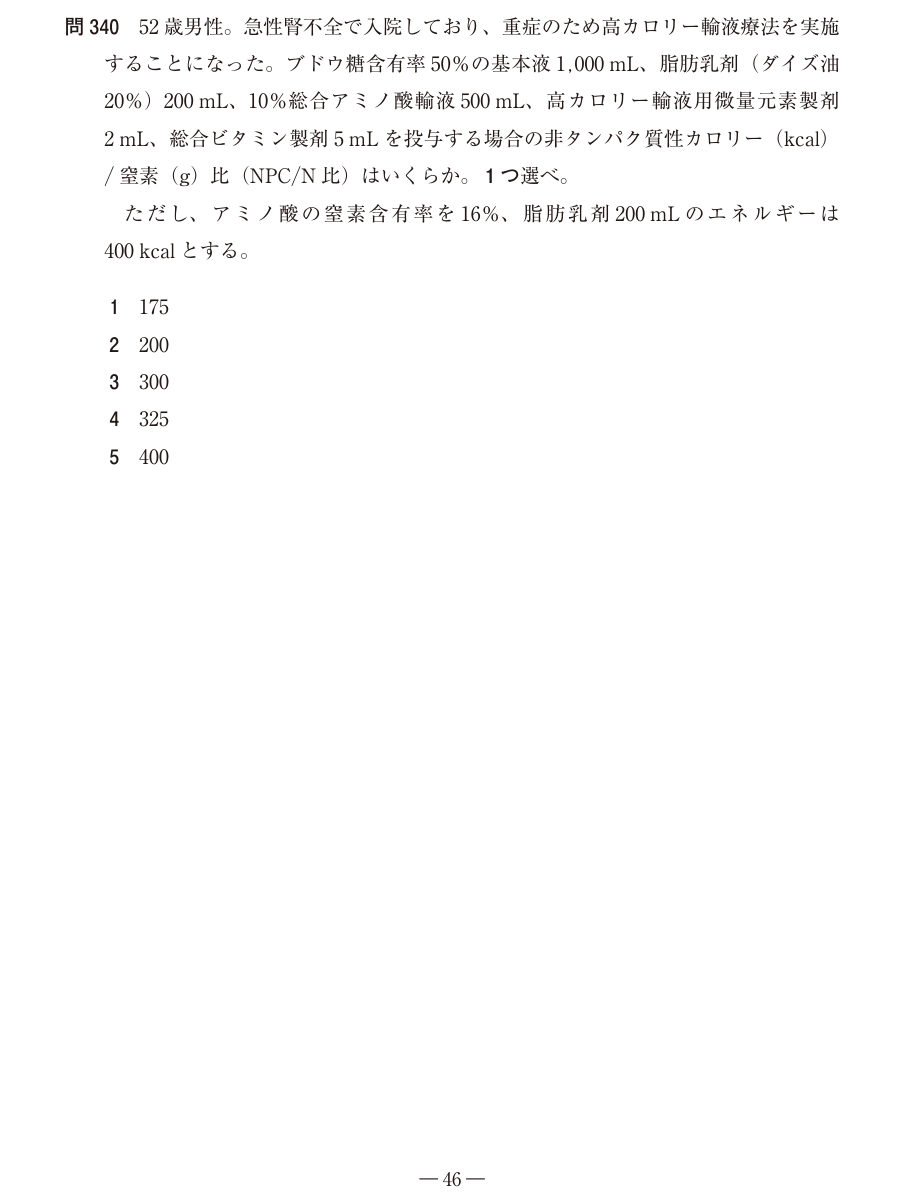 問 340 52 歳男性。急性腎不全で入院しており、重症のため高カロリー輸液療法を実施
することになった。ブドウ糖含有率 50%の基本液 1,000 mL、脂肪乳剤（ダイズ油
20%）200 mL、10%総合アミノ酸輸液 500 mL、高カロリー輸液用微量元素製剤
2 mL、総合ビタミン製剤 5 mL を投与する場合の非タンパク質性カロリー（kcal）
/ 窒素（g）比（NPC/N 比）はいくらか。1 つ選べ。
ただし、アミノ酸の窒素含有率を 16%、脂肪乳剤 200 mL のエネルギーは
400 kcal とする。
1 175
2 200
3 300
4 325
5 400
— 46 —